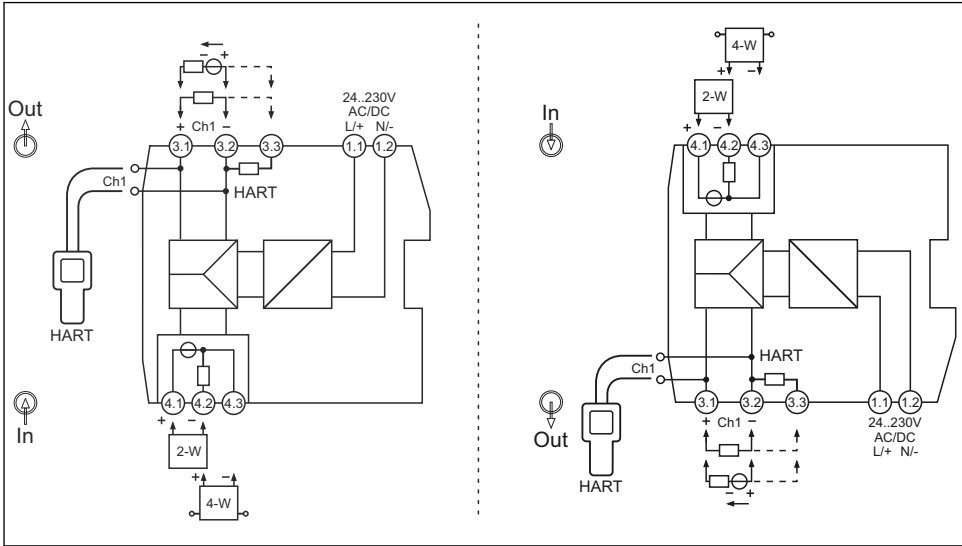 − +
Out
+ Ch1 −
24..230V
AC/DC
L/+ N/-
3.1 3.2 3.3 1.1 1.2
Ch1
HART
HART
4.1 4.2 4.3
In
+ −
2-W
+ −
4-W
4-W
+ −
2-W
In
+ −
4.1 4.2 4.3
HART
Ch1
3.1 3.2 3.3 1.1 1.2
Out
+ Ch1 −
24..230V
AC/DC
L/+ N/-
HART
− +